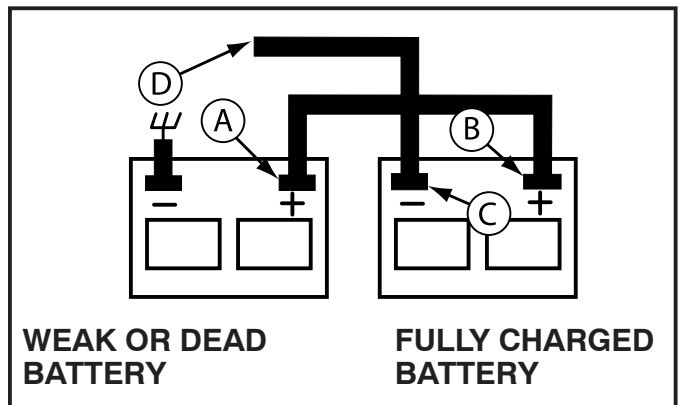 D
A
B
C
− + − +
WEAK OR DEAD
BATTERY
FULLY CHARGED
BATTERY